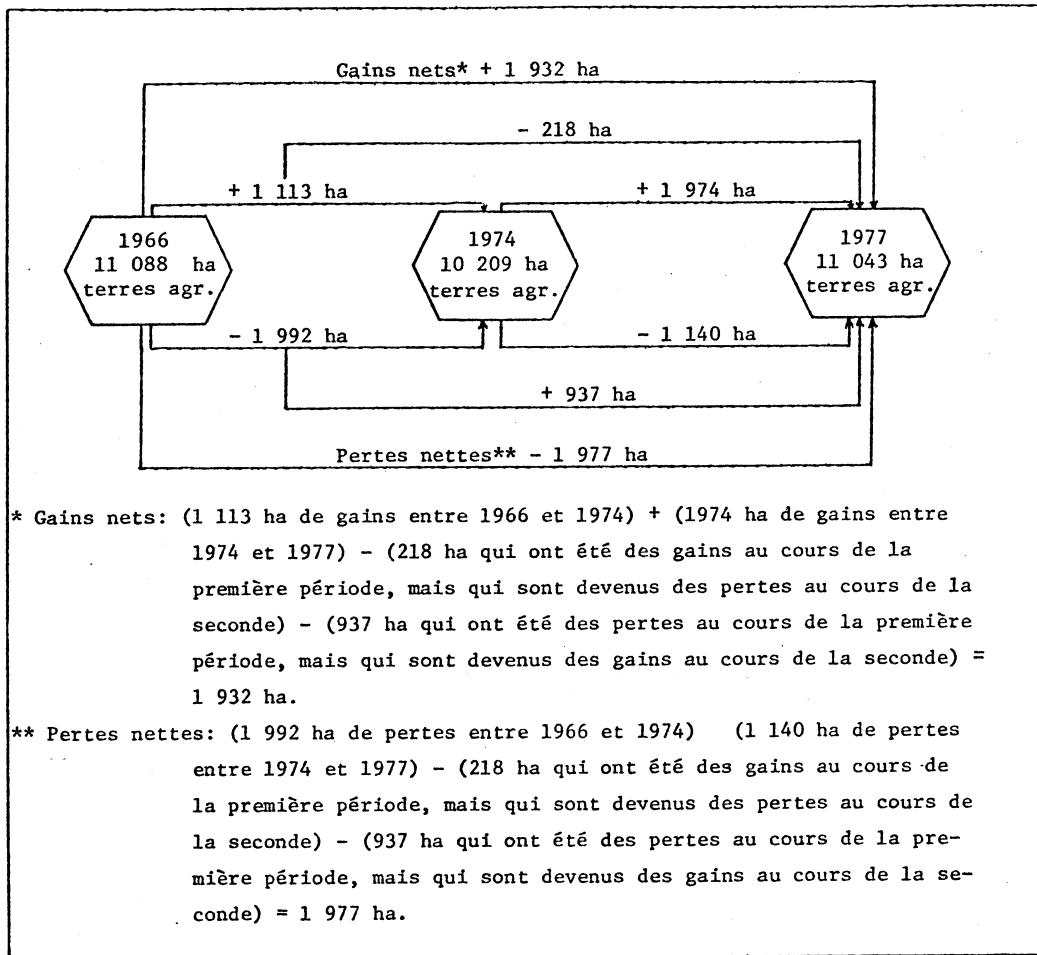 Gains nets* + 1 932 ha
- 218 ha
+ 1 113 ha
+ 1 974 ha
1966
11 088 ha
terres agr.
1974
10 209 ha
terres agr.
1977
11 043 ha
terres agr.
- 1 992 ha
- 1 140 ha
+ 937 ha
Pertes nettes** - 1 977 ha
* Gains nets: (1 113 ha de gains entre 1966 et 1974) + (1974 ha de gains entre
1974 et 1977) - (218 ha qui ont été des gains au cours de la
première période, mais qui sont devenus des pertes au cours de la
seconde) - (937 ha qui ont été des pertes au cours de la première
période, mais qui sont devenus des gains au cours de la seconde) =
1 932 ha.
** Pertes nettes: (1 992 ha de pertes entre 1966 et 1974) (1 140 ha de pertes
entre 1974 et 1977) - (218 ha qui ont été des gains au cours de
la première période, mais qui sont devenus des pertes au cours de
la seconde) - (937 ha qui ont été des pertes au cours de la pre-
mière période, mais qui sont devenus des gains au cours de la se-
conde) = 1 977 ha.